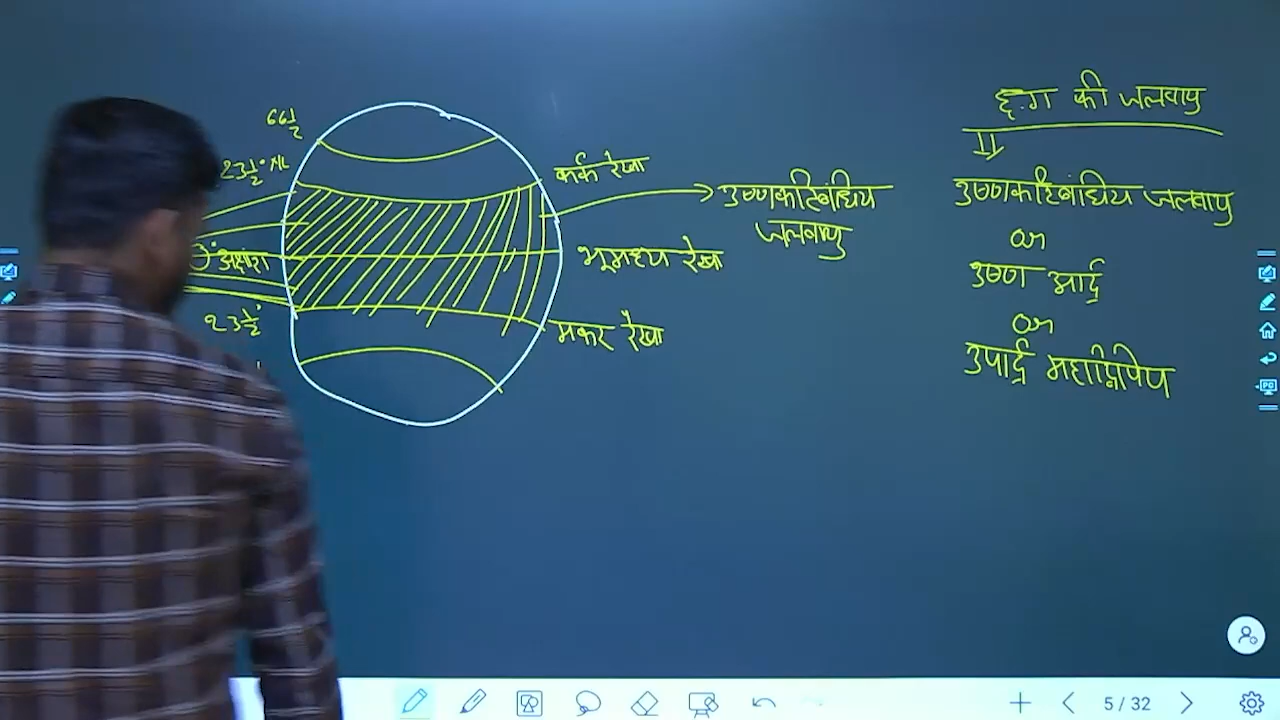 66½
23½° N
कर्क रेखा
उष्णकटिबंधिय
जलवायु
0° अक्षांश
भूमध्य रेखा
23½°
मकर रेखा
छ.ग की जलवायु
उष्णकटिबंधिय जलवायु
or
उष्ण आर्द्र
or
उपार्द्र महाद्विपिय
5 / 32